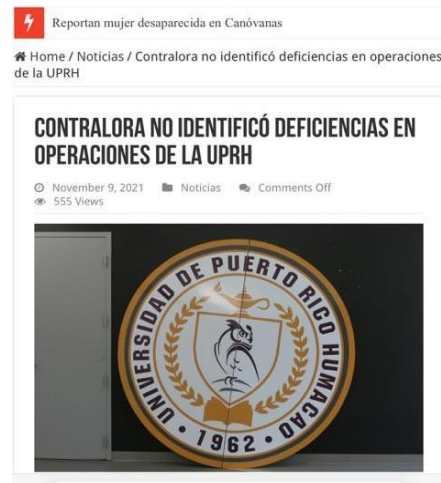 Reportan mujer desaparecida en Canóvanas
Home / Noticias / Contralora no identificó deficiencias en operaciones
de la UPRH
CONTRALORA NO IDENTIFICÓ DEFICIENCIAS EN
OPERACIONES DE LA UPRH
November 9, 2021 Noticias Comments Off
555 Views
UNIVERSIDAD DE PUERTO RICO HUMACAO
• 1962 •